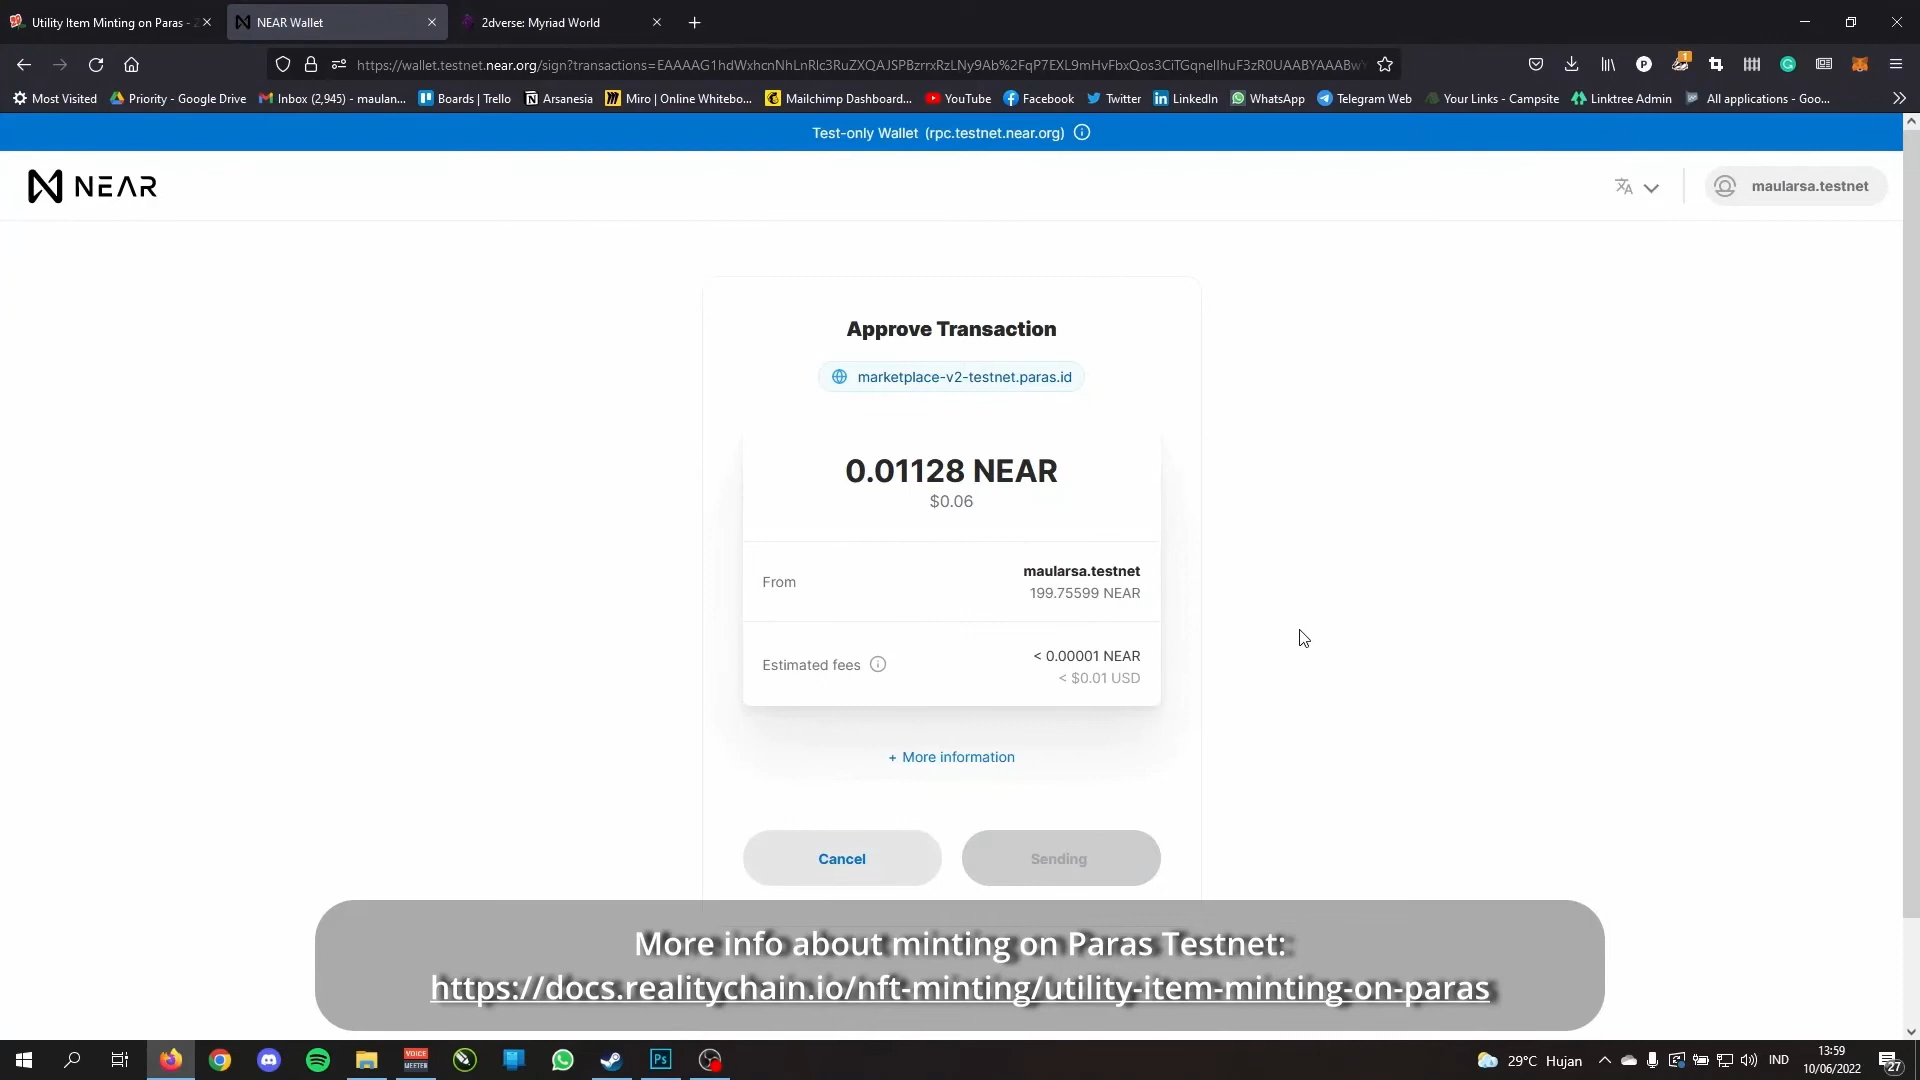 Utility Item Minting on Paras -
NEAR Wallet
2dverse: Myriad World
https://wallet.testnet.near.org/sign?transactions=
1
Most Visited
Priority - Google Drive
Inbox (2,945) - maulan...
Boards | Trello
Arsanesia
Miro | Online Whitebo...
Mailchimp Dashboard...
YouTube
Facebook
Twitter
LinkedIn
WhatsApp
Telegram Web
Your Links - Campsite
Linktree Admin
All applications - Goo...
Test-only Wallet (rpc.testnet.near.org)
NEAR
maularsa.testnet
Approve Transaction
marketplace-v2-testnet.paras.id
0.01128 NEAR
$0.06
From
maularsa.testnet
199.75599 NEAR
Estimated fees
< 0.00001 NEAR
< $0.01 USD
+ More information
Cancel
Sending
More info about minting on Paras Testnet:
https://docs.realitychain.io/nft-minting/utility-item-minting-on-paras
VOICE
MEETER
Ps
29°C Hujan
IND
13:59
10/06/2022
27